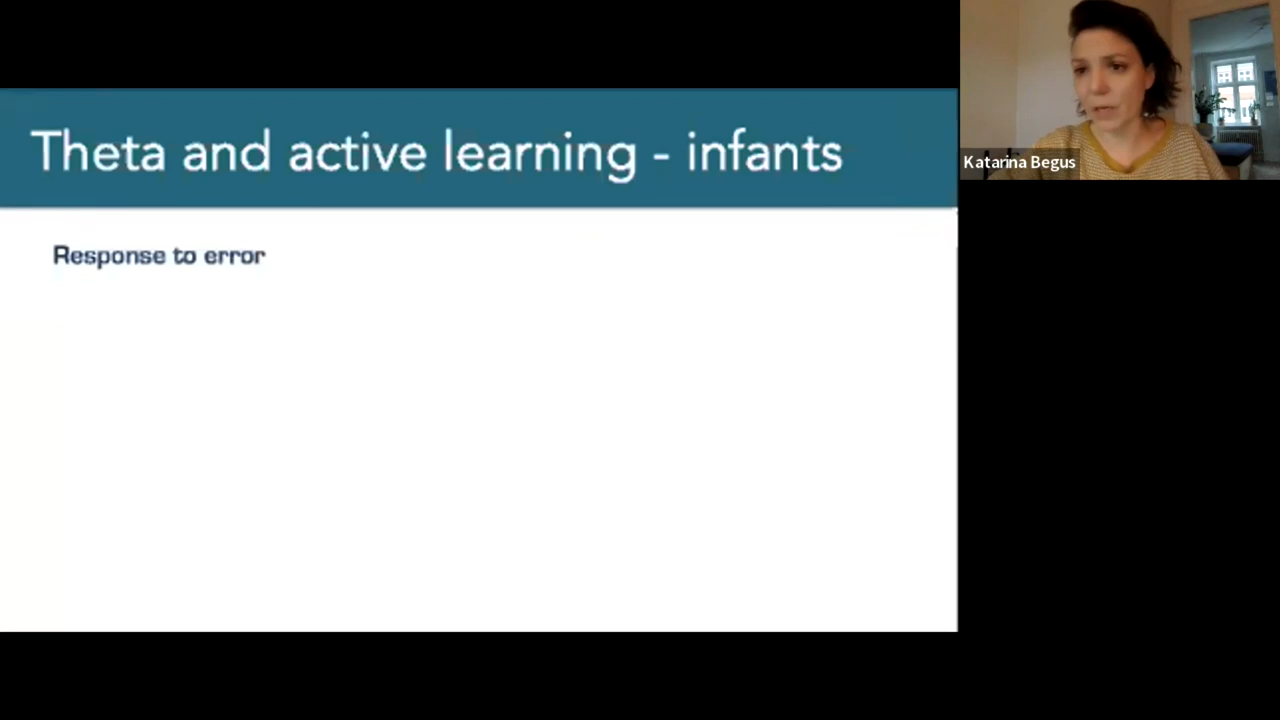 Theta and active learning - infants
Response to error
Katarina Begus